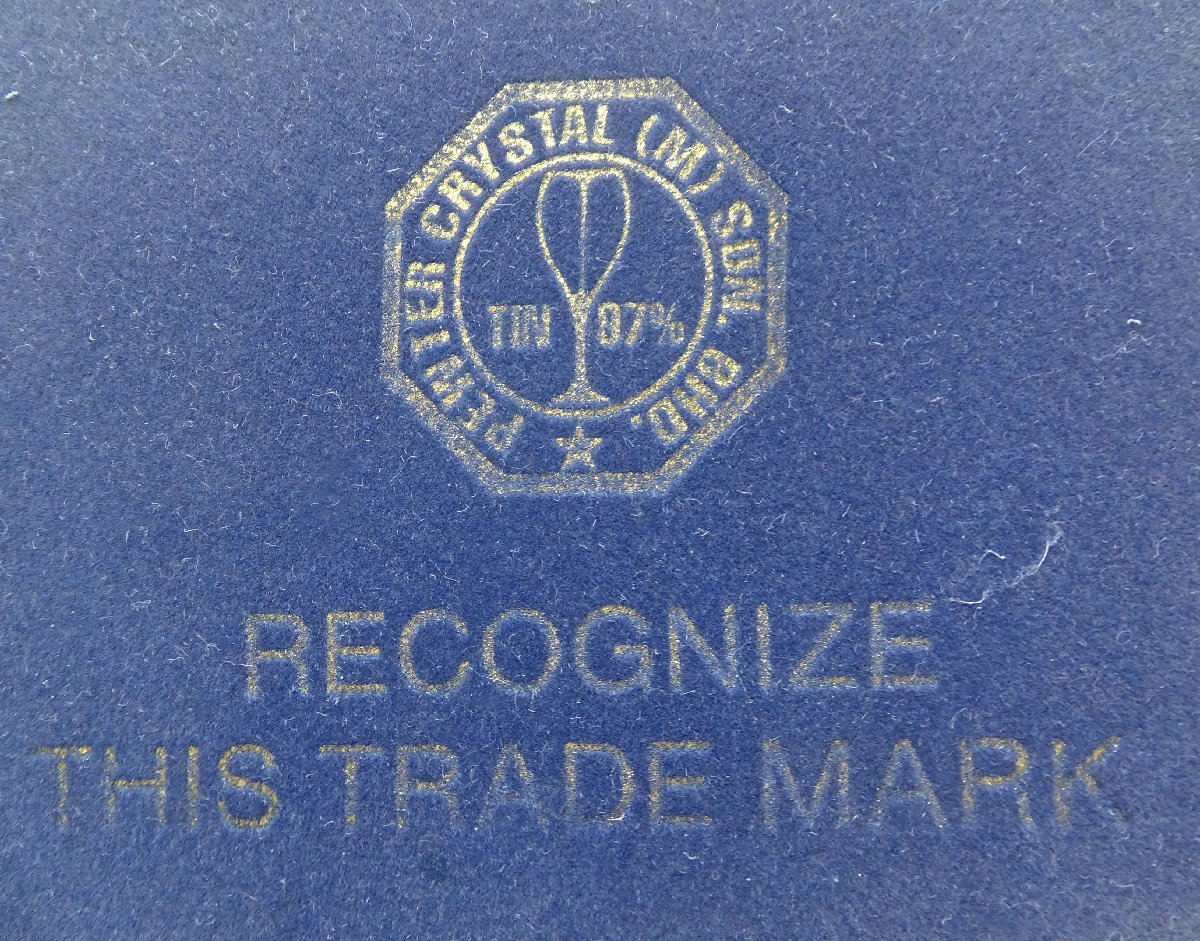 PEWTER CRYSTAL (M) SDN. BHD.
TIN 97%
RECOGNIZE
THIS TRADE MARK